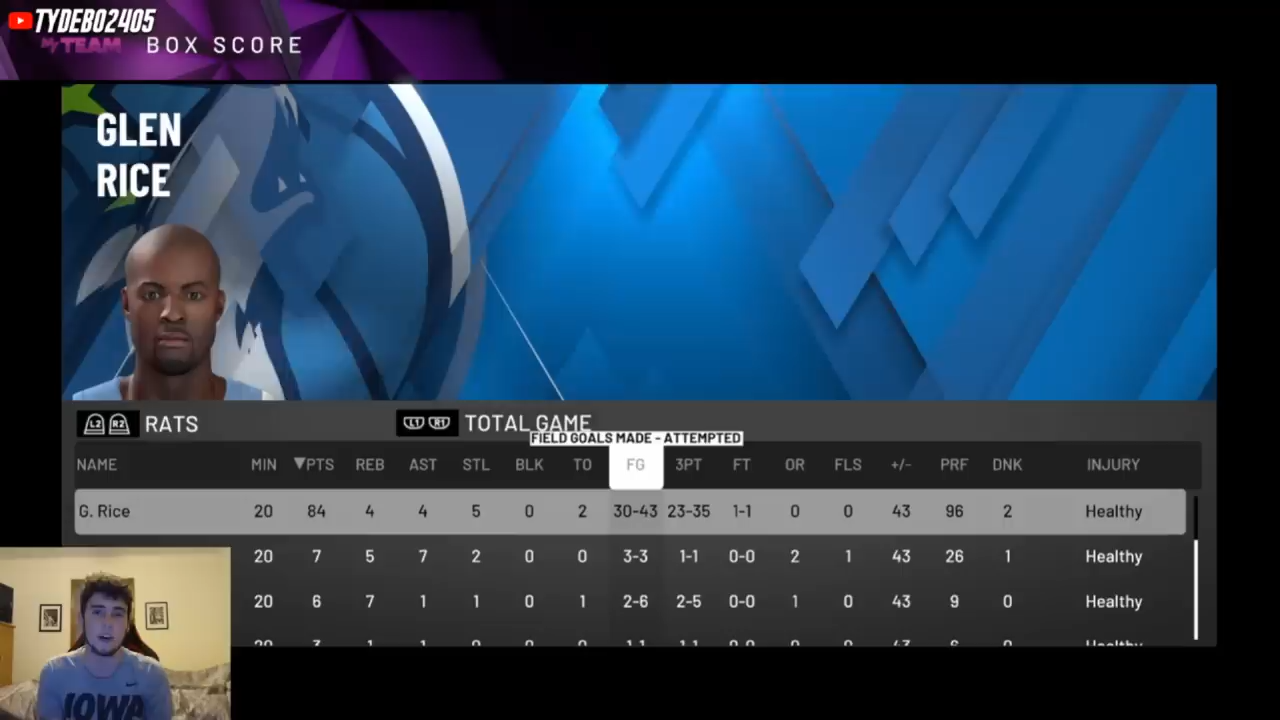 TYDEBO2405
MyTEAM BOX SCORE
GLEN
RICE
L2 R2 RATS L1 R1 TOTAL GAME
FIELD GOALS MADE - ATTEMPTED
NAME MIN ▼PTS REB AST STL BLK TO FG 3PT FT OR FLS +/- PRF DNK INJURY
G. Rice 20 84 4 4 5 0 2 30-43 23-35 1-1 0 0 43 96 2 Healthy
20 7 5 7 2 0 0 3-3 1-1 0-0 2 1 43 26 1 Healthy
20 6 7 1 1 0 1 2-6 2-5 0-0 1 0 43 9 0 Healthy
IOWA